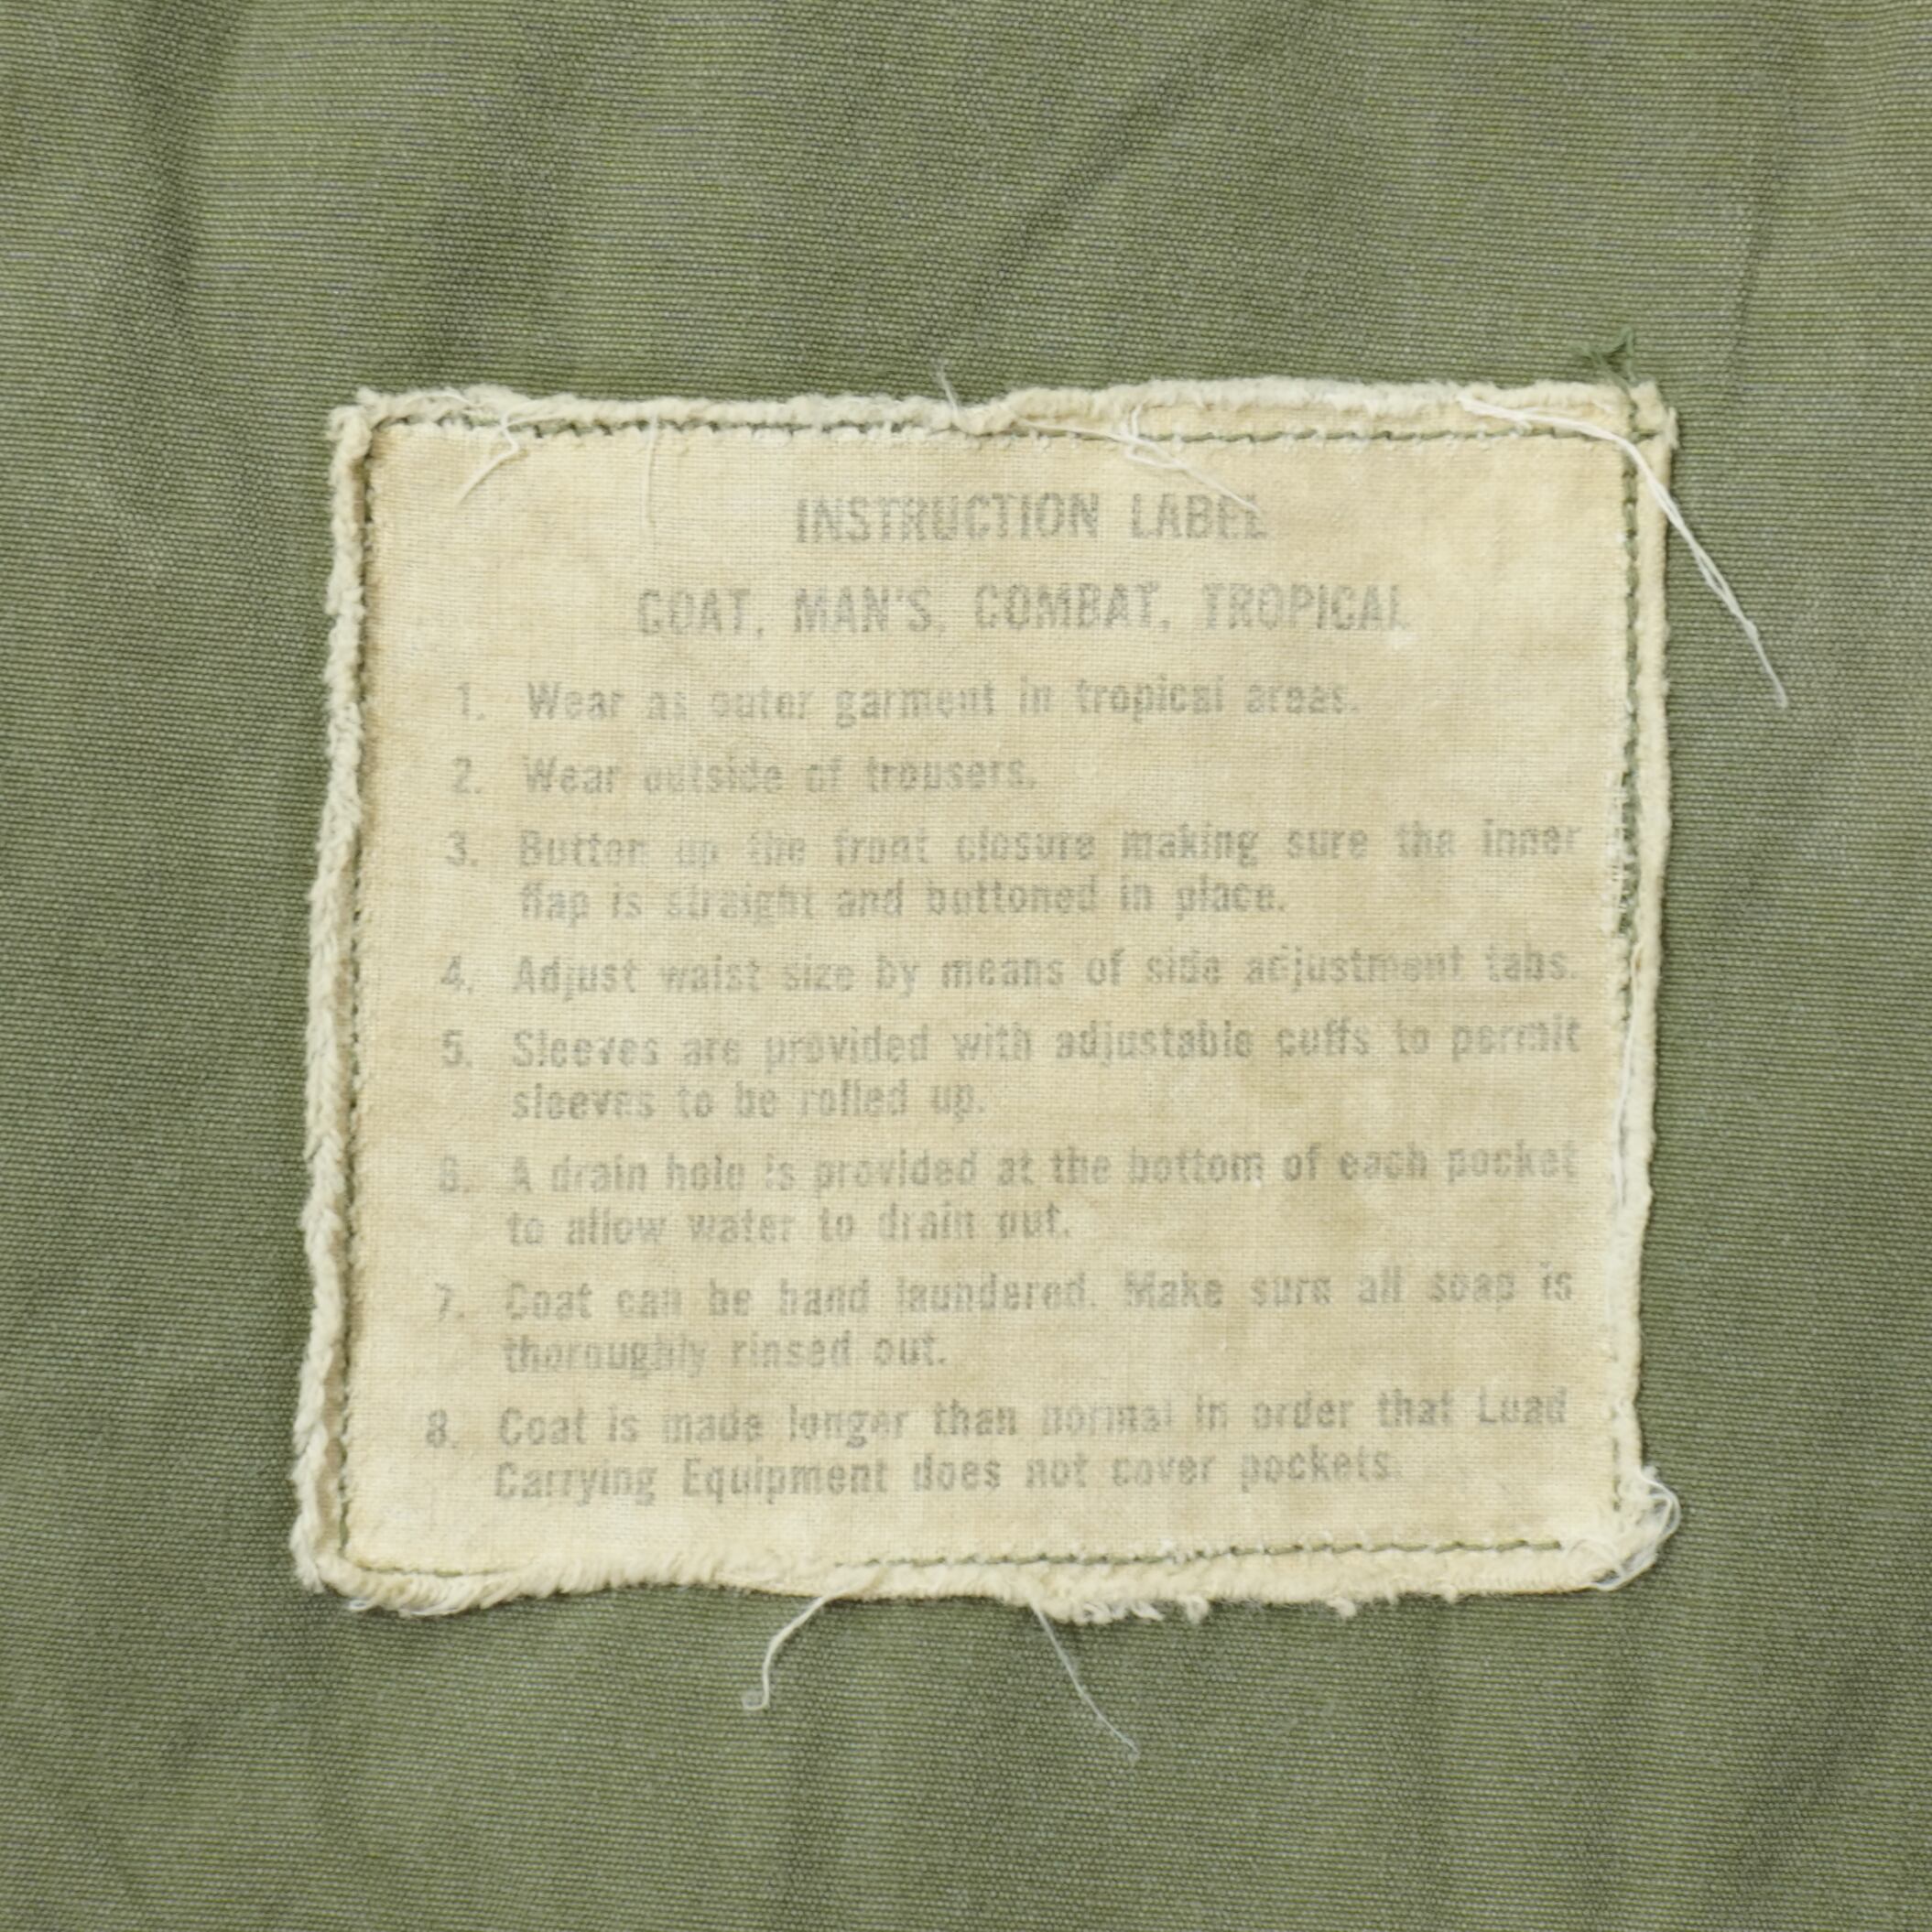 INSTRUCTION LABEL
COAT, MAN'S, COMBAT, TROPICAL
1. Wear as outer garment in tropical areas.
2. Wear outside of trousers.
3. Button up the front closure making sure the inner
flap is straight and buttoned in place.
4. Adjust waist size by means of side adjustment tabs.
5. Sleeves are provided with adjustable cuffs to permit
sleeves to be rolled up.
6. A drain hole is provided at the bottom of each pocket
to allow water to drain out.
7. Coat can be hand laundered. Make sure all soap is
thoroughly rinsed out.
8. Coat is made longer than normal in order that Load
Carrying Equipment does not cover pockets.